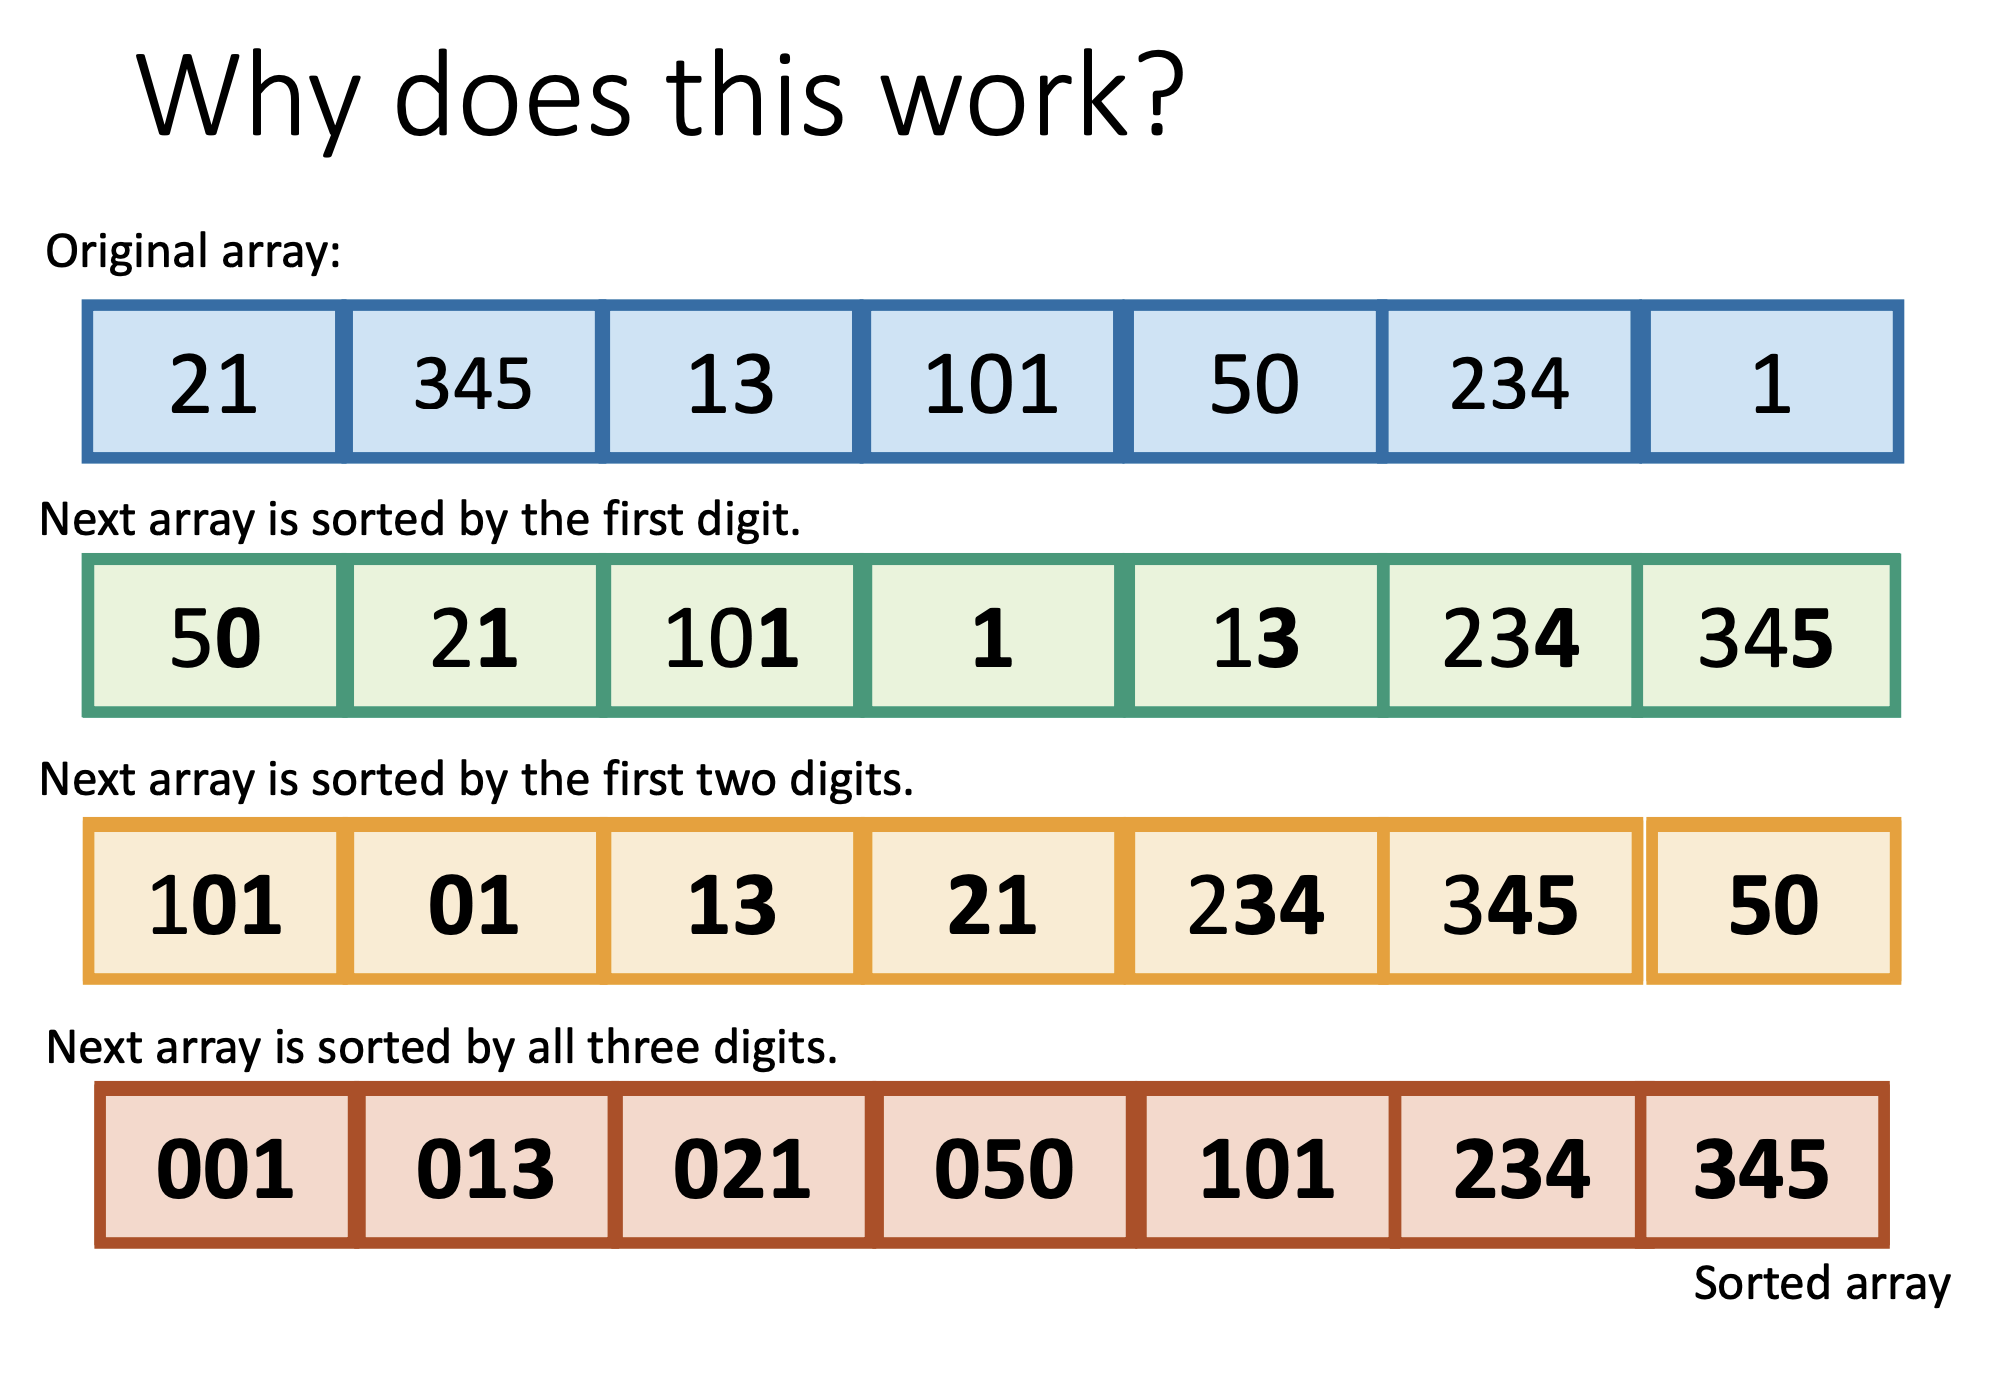 Why does this work?
Original array:
21 345 13 101 50 234 1
Next array is sorted by the first digit.
50 21 101 1 13 234 345
Next array is sorted by the first two digits.
101 01 13 21 234 345 50
Next array is sorted by all three digits.
001 013 021 050 101 234 345
Sorted array